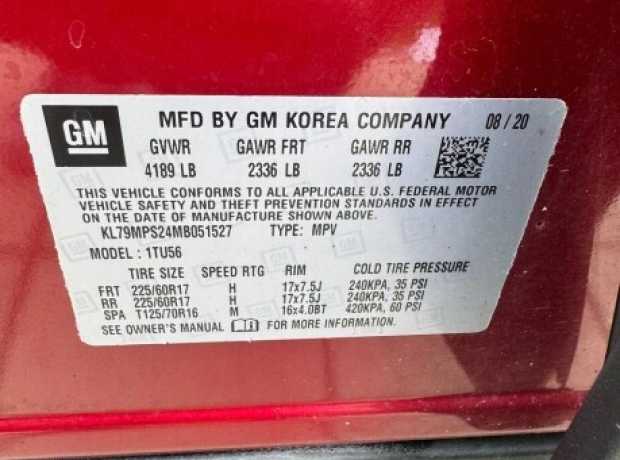 GM
MFD BY GM KOREA COMPANY 08/20
GVWR GAWR FRT GAWR RR
4189 LB 2336 LB 2336 LB
THIS VEHICLE CONFORMS TO ALL APPLICABLE U.S. FEDERAL MOTOR
VEHICLE SAFETY AND THEFT PREVENTION STANDARDS IN EFFECT
ON THE DATE OF MANUFACTURE SHOWN ABOVE.
KL79MPS24MB051527 TYPE: MPV
MODEL : 1TU56
TIRE SIZE SPEED RTG RIM COLD TIRE PRESSURE
FRT 225/60R17 H 17x7.5J 240KPA, 35 PSI
RR 225/60R17 H 17x7.5J 240KPA, 35 PSI
SPA T125/70R16 M 16x4.0BT 420KPA, 60 PSI
SEE OWNER'S MANUAL FOR MORE INFORMATION.